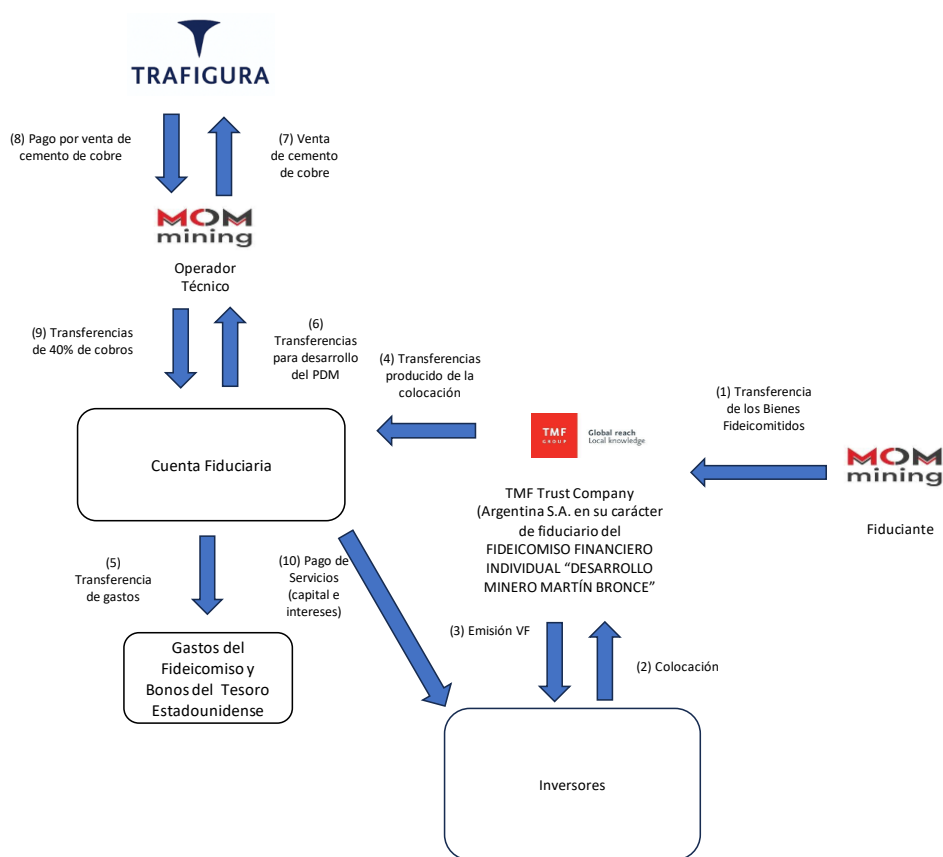 TRAFIGURA
(8) Pago por venta de
cemento de cobre
(7) Venta
de cemento
de cobre
MOM
mining
Operador
Técnico
(9) Transferencias
de 40% de cobros
(6)
Transferencias
para desarrollo
del PDM
(4) Transferencias
producido de la
colocación
(1) Transferencia
de los Bienes
Fideicomitidos
Cuenta Fiduciaria
TMF
GROUP
Global reach
Local knowledge
MOM
mining
Fiduciante
TMF Trust Company
(Argentina S.A. en su carácter
de fiduciario del
FIDEICOMISO FINANCIERO
INDIVIDUAL “DESARROLLO
MINERO MARTÍN BRONCE”
(5)
Transferencia
de gastos
(10) Pago de
Servicios
(capital e
intereses)
(3) Emisión VF
(2) Colocación
Gastos del
Fideicomiso y
Bonos del Tesoro
Estadounidense
Inversores